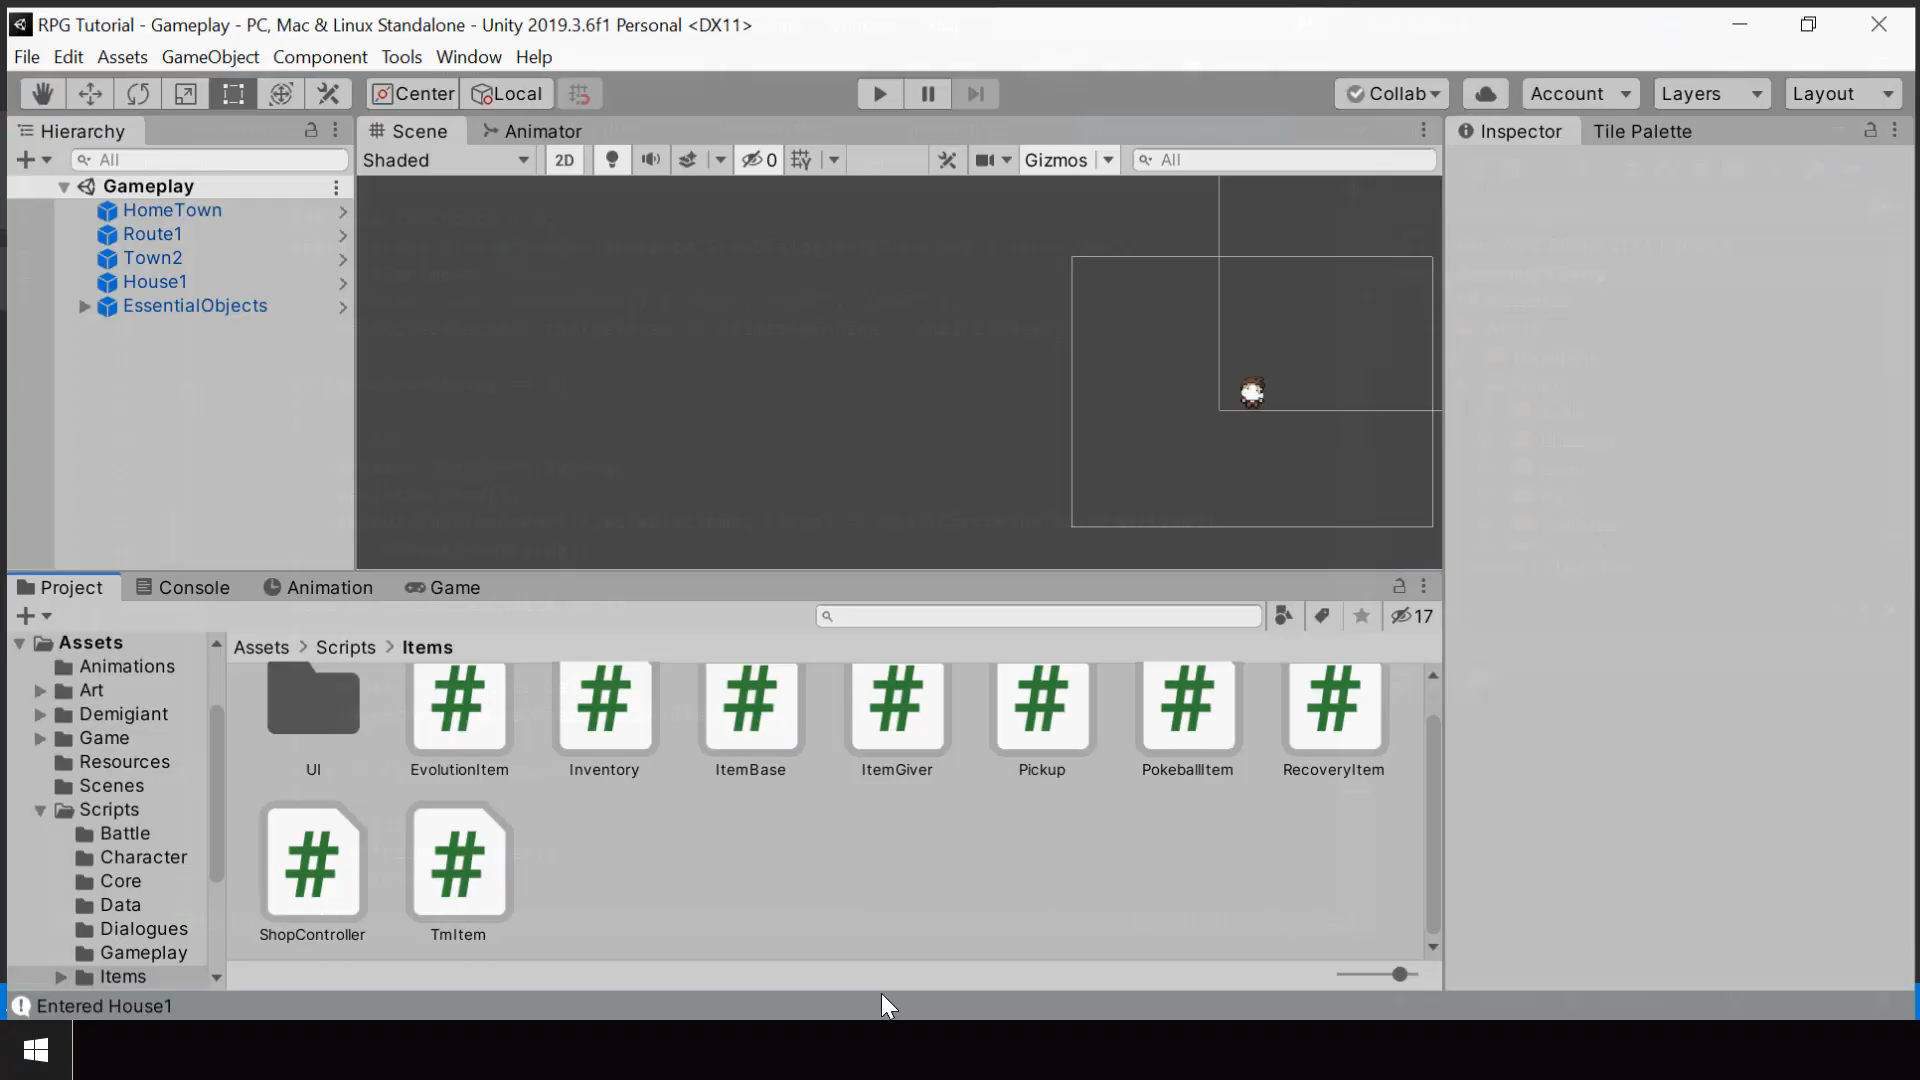 RPG Tutorial - Gameplay - PC, Mac & Linux Standalone - Unity 2019.3.6f1 Personal <DX11>
File Edit Assets GameObject Component Tools Window Help
Center Local Collab Account Layers Layout
Hierarchy
All
Gameplay
HomeTown
Route1
Town2
House1
EssentialObjects
Scene Animator
Shaded 2D 0 Gizmos All
Inspector Tile Palette
Project Console Animation Game
17
Assets
Animations
Art
Demigiant
Game
Resources
Scenes
Scripts
Battle
Character
Core
Data
Dialogues
Gameplay
Items
Assets > Scripts > Items
UI EvolutionItem Inventory ItemBase ItemGiver Pickup PokeballItem RecoveryItem
ShopController TmItem
Entered House1